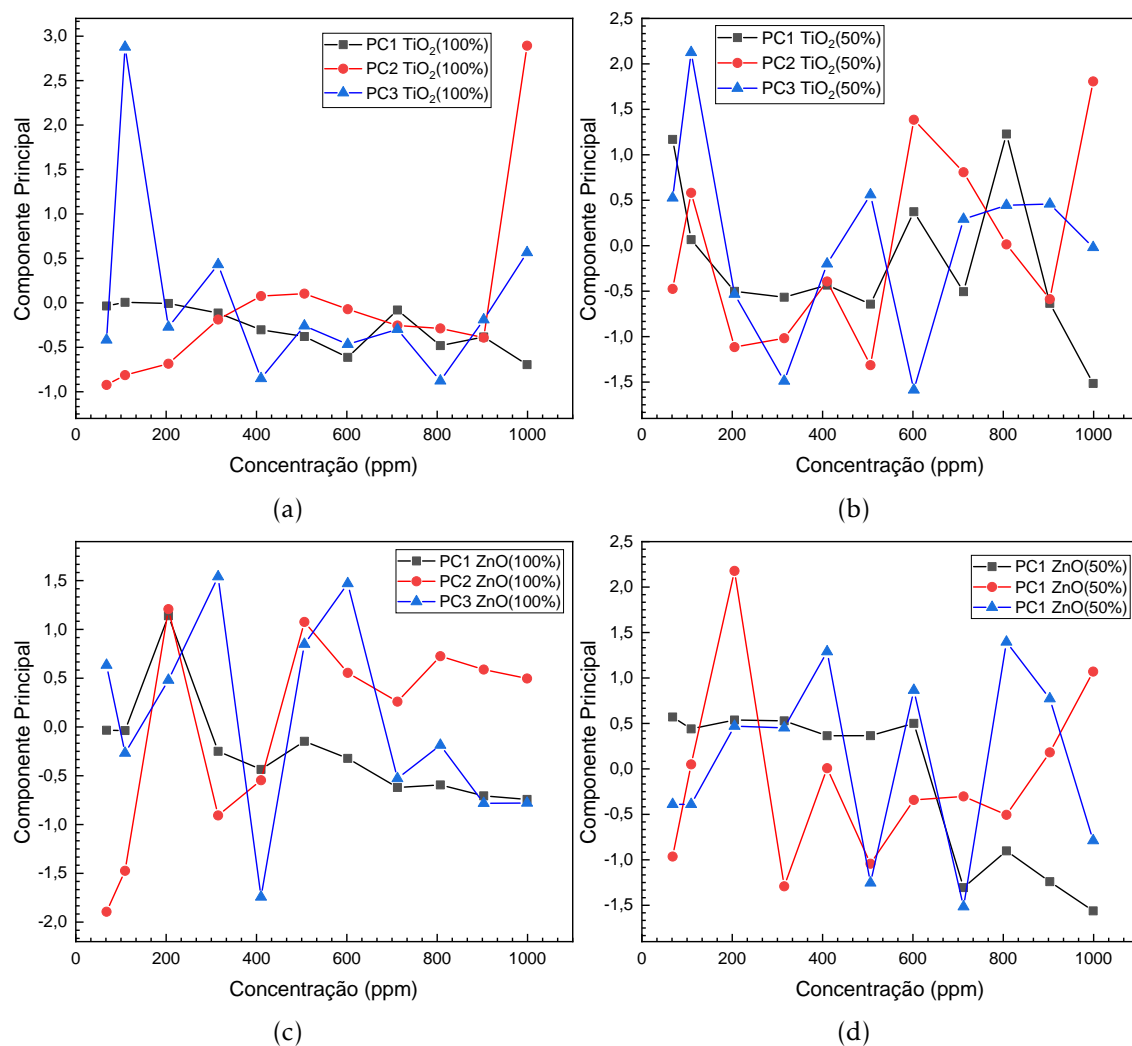 3,0
2,5
2,0
1,5
1,0
0,5
0,0
-0,5
-1,0
Componente Principal
PC1 TiO2(100%)
PC2 TiO2(100%)
PC3 TiO2(100%)
0 200 400 600 800 1000
Concentração (ppm)
(a)
2,5
2,0
1,5
1,0
0,5
0,0
-0,5
-1,0
-1,5
Componente Principal
PC1 TiO2(50%)
PC2 TiO2(50%)
PC3 TiO2(50%)
0 200 400 600 800 1000
Concentração (ppm)
(b)
1,5
1,0
0,5
0,0
-0,5
-1,0
-1,5
-2,0
Componente Principal
PC1 ZnO(100%)
PC2 ZnO(100%)
PC3 ZnO(100%)
0 200 400 600 800 1000
Concentração (ppm)
(c)
2,5
2,0
1,5
1,0
0,5
0,0
-0,5
-1,0
-1,5
Componente Principal
PC1 ZnO(50%)
PC1 ZnO(50%)
PC1 ZnO(50%)
0 200 400 600 800 1000
Concentração (ppm)
(d)